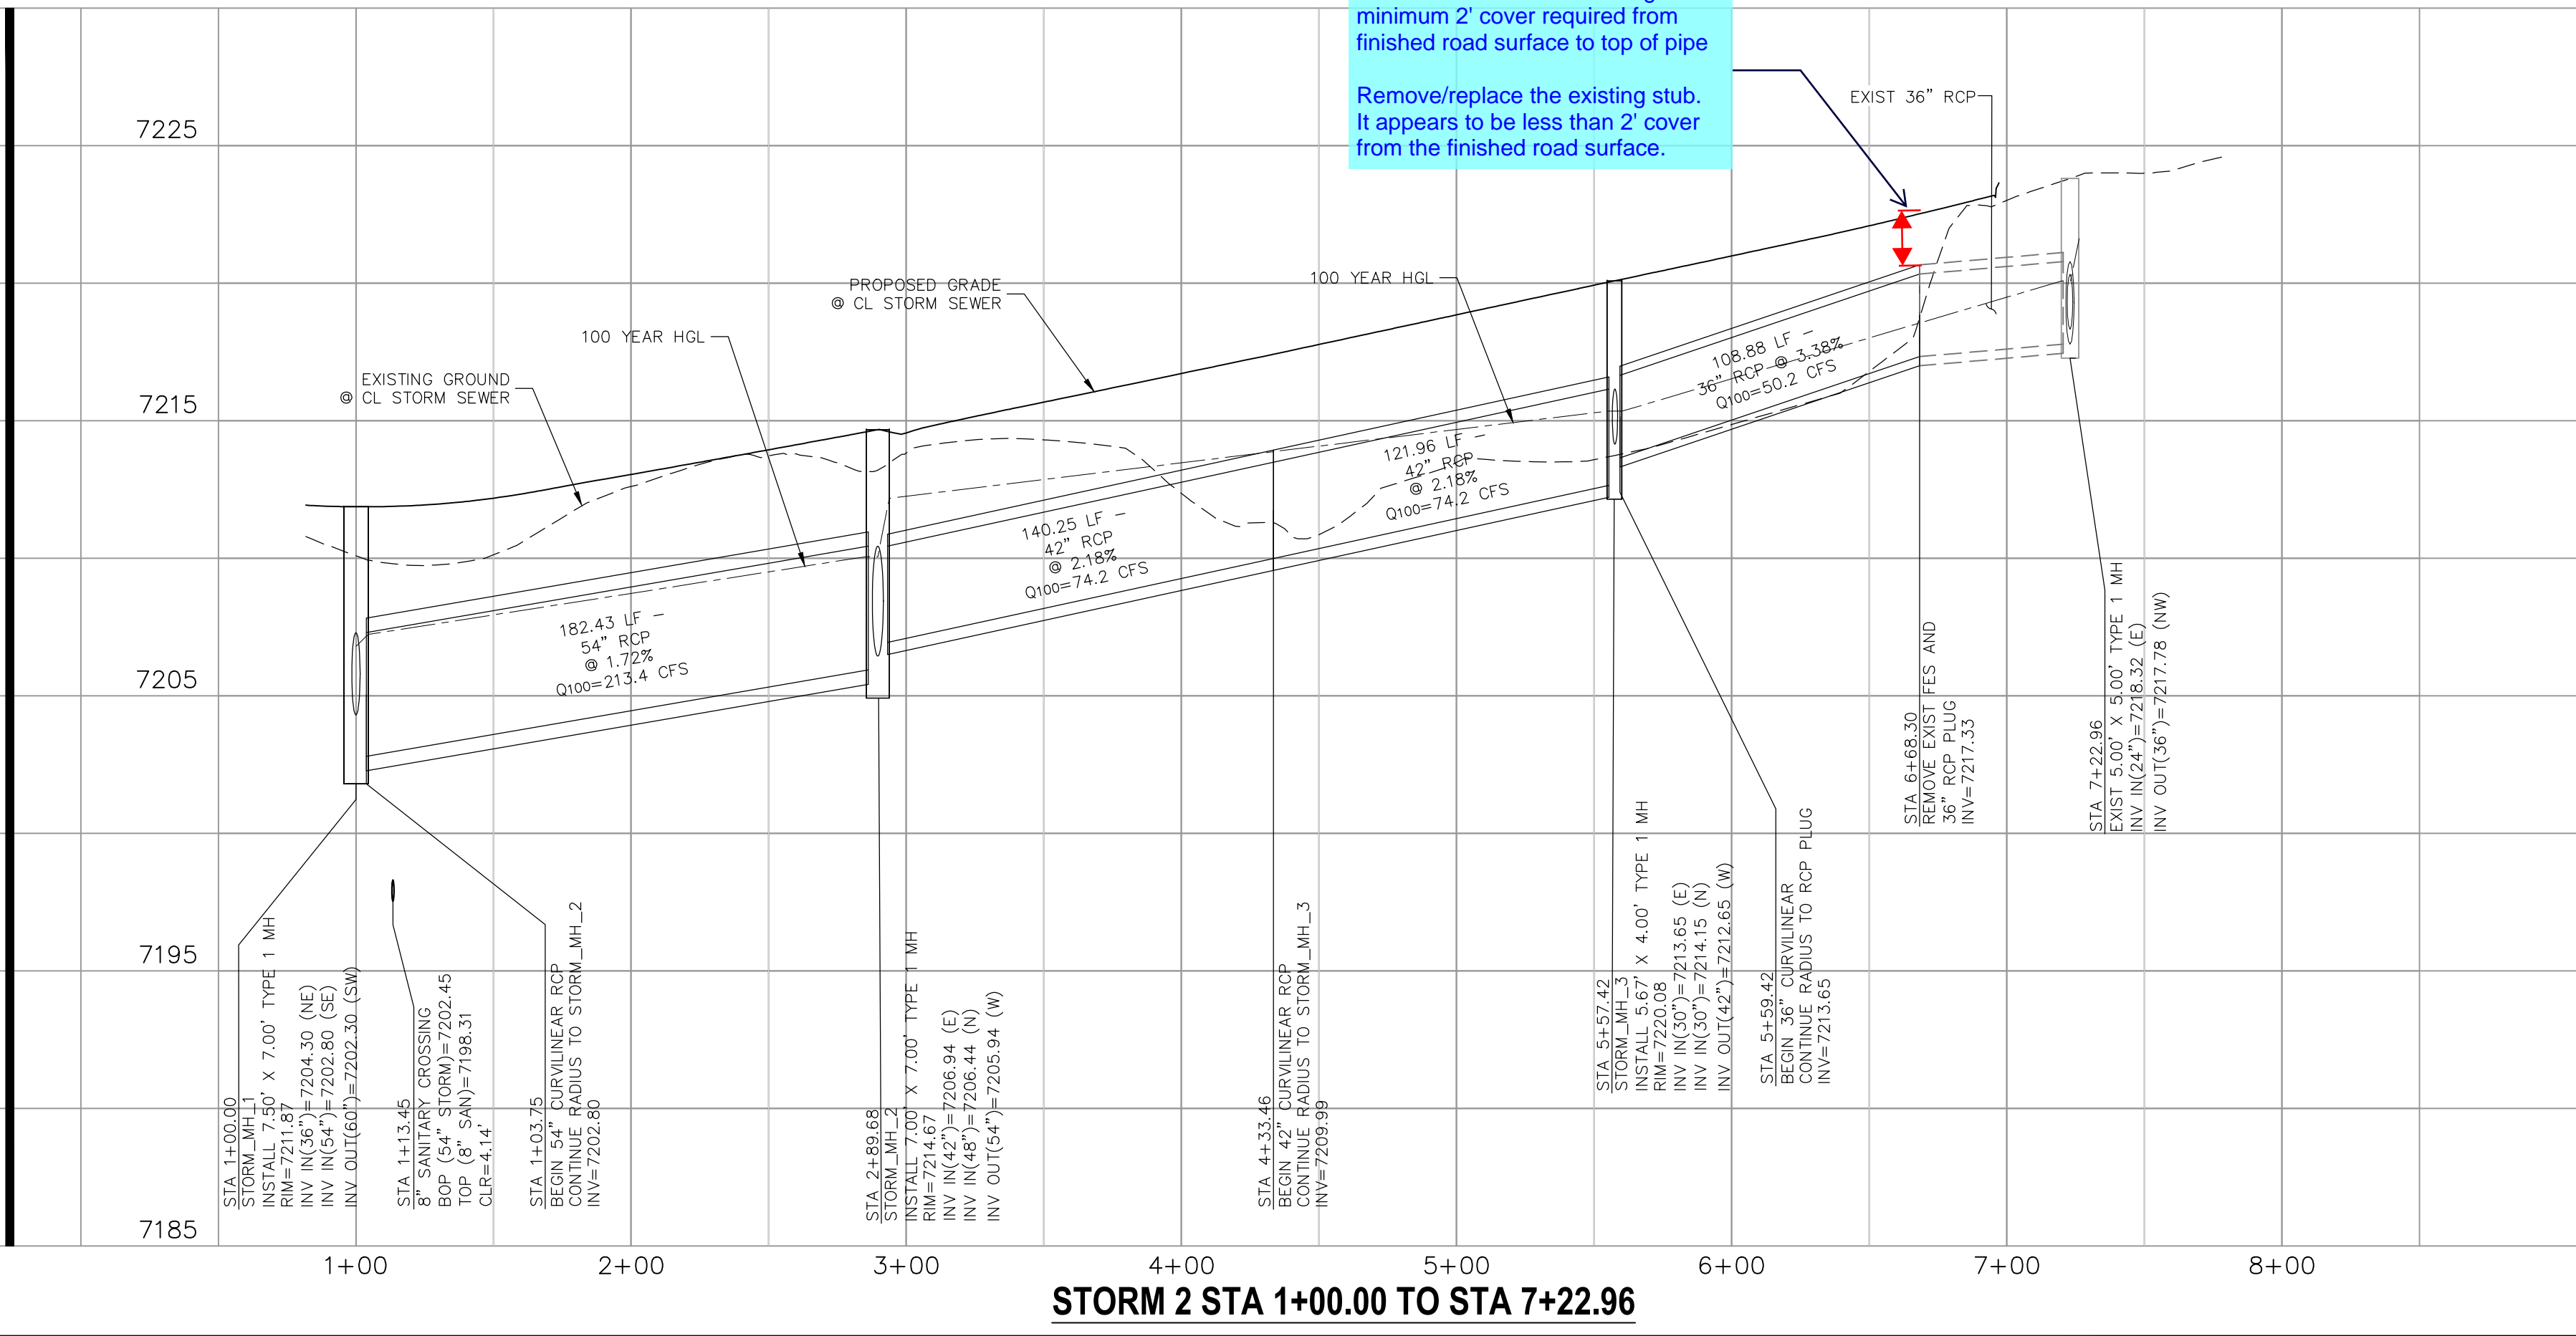 minimum 2' cover required from
finished road surface to top of pipe
Remove/replace the existing stub.
It appears to be less than 2' cover
from the finished road surface.
EXIST 36" RCP
7225
7215
7205
7195
7185
PROPOSED GRADE
@ CL STORM SEWER
100 YEAR HGL
100 YEAR HGL
EXISTING GROUND
@ CL STORM SEWER
182.43 LF -
54" RCP
@ 1.72%
Q100=213.4 CFS
140.25 LF -
42" RCP
@ 2.18%
Q100=74.2 CFS
121.96 LF -
42" RCP
@ 2.18%
Q100=74.2 CFS
108.88 LF -
36" RCP @ 3.38%
Q100=50.2 CFS
STA 1+00.00
STORM_MH_1
INSTALL 7.50' X 7.00' TYPE 1 MH
RIM=7211.87
INV IN(36")=7204.30 (NE)
INV IN(54")=7202.80 (SE)
INV OUT(60")=7202.30 (SW)
STA 1+13.45
8" SANITARY CROSSING
BOP (54" STORM)=7202.45
TOP (8" SAN)=7198.31
CLR=4.14'
STA 1+03.75
BEGIN 54" CURVILINEAR RCP
CONTINUE RADIUS TO STORM_MH_2
INV=7202.80
STA 2+89.68
STORM_MH_2
INSTALL 7.00' X 7.00' TYPE 1 MH
RIM=7214.67
INV IN(42")=7206.94 (E)
INV IN(48")=7206.44 (N)
INV OUT(54")=7205.94 (W)
STA 4+33.46
BEGIN 42" CURVILINEAR RCP
CONTINUE RADIUS TO STORM_MH_3
INV=7209.99
STA 5+57.42
STORM_MH_3
INSTALL 5.67' X 4.00' TYPE 1 MH
RIM=7220.08
INV IN(30")=7213.65 (E)
INV IN(30")=7214.15 (N)
INV OUT(42")=7212.65 (W)
STA 5+59.42
BEGIN 36" CURVILINEAR
CONTINUE RADIUS TO RCP PLUG
INV=7213.65
STA 6+68.30
REMOVE EXIST FES AND
36" RCP PLUG
INV=7217.33
STA 7+22.96
EXIST 5.00' X 5.00' TYPE 1 MH
INV IN(24")=7218.32 (E)
INV OUT(36")=7217.78 (NW)
1+00
2+00
3+00
4+00
5+00
6+00
7+00
8+00
STORM 2 STA 1+00.00 TO STA 7+22.96